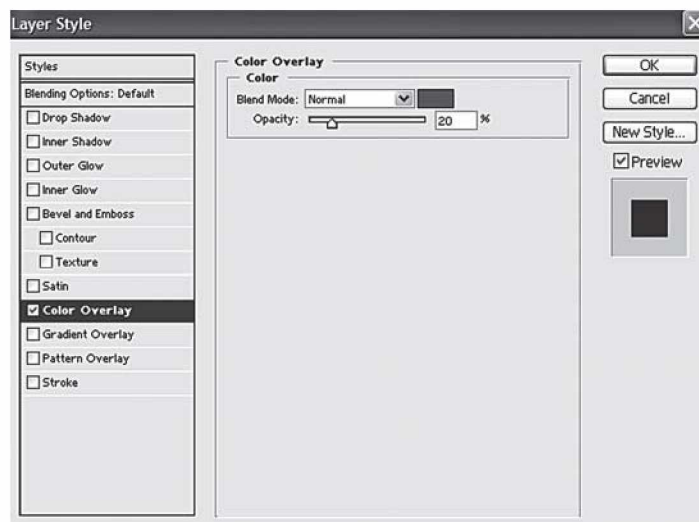 Layer Style
Styles
Blending Options: Default
Drop Shadow
Inner Shadow
Outer Glow
Inner Glow
Bevel and Emboss
Contour
Texture
Satin
Color Overlay
Gradient Overlay
Pattern Overlay
Stroke
Color Overlay
Color
Blend Mode: Normal
Opacity: 20 %
OK
Cancel
New Style...
Preview